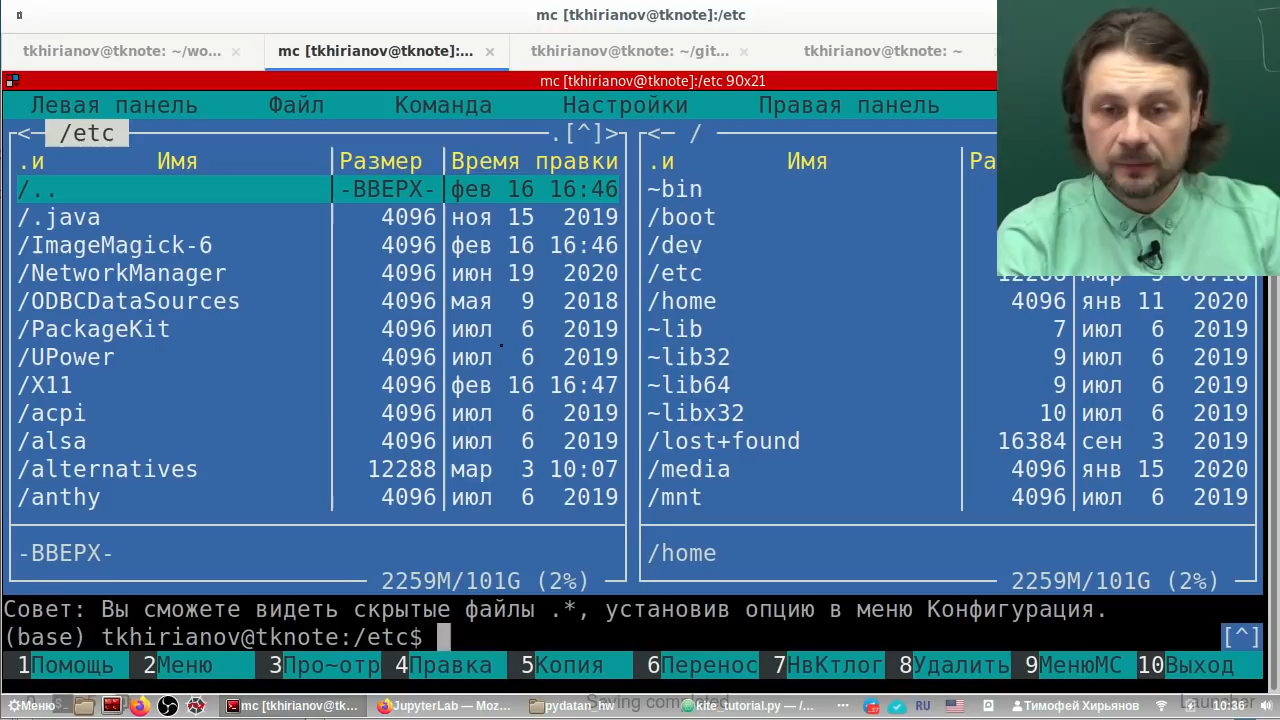 mc [tkhirianov@tknote]:/etc
tkhirianov@tknote: ~/wo... × mc [tkhirianov@tknote]:... × tkhirianov@tknote: ~/git... × tkhirianov@tknote: ~
mc [tkhirianov@tknote]:/etc 90x21
Левая панель Файл Команда Настройки Правая панель
<─ /etc .[^]> <─ /
.и Имя Размер Время правки .и Имя Ра
/.. -ВВЕРХ- фев 16 16:46 ~bin
/.java 4096 ноя 15 2019 /boot
/ImageMagick-6 4096 фев 16 16:46 /dev
/NetworkManager 4096 июн 19 2020 /etc
/ODBCDataSources 4096 мая 9 2018 /home 4096 янв 11 2020
/PackageKit 4096 июл 6 2019 ~lib 7 июл 6 2019
/UPower 4096 июл 6 2019 ~lib32 9 июл 6 2019
/X11 4096 фев 16 16:47 ~lib64 9 июл 6 2019
/acpi 4096 июл 6 2019 ~libx32 10 июл 6 2019
/alsa 4096 июл 6 2019 /lost+found 16384 сен 3 2019
/alternatives 12288 мар 3 10:07 /media 4096 янв 15 2020
/anthy 4096 июл 6 2019 /mnt 4096 июл 6 2019
-ВВЕРХ- /home
2259M/101G (2%) 2259M/101G (2%)
Совет: Вы сможете видеть скрытые файлы .*, установив опцию в меню Конфигурация.
(base) tkhirianov@tknote:/etc$ [^]
1Помощь 2Меню 3Про~отр 4Правка 5Копия 6Перенос 7НвКтлог 8Удалить 9МенюМС 10Выход
Saving completed Launcher
Меню mc [tkhirianov@tk... JupyterLab — Moz... pydatan_hw kite_tutorial.py — /... RU Тимофей Хирьянов 10:36